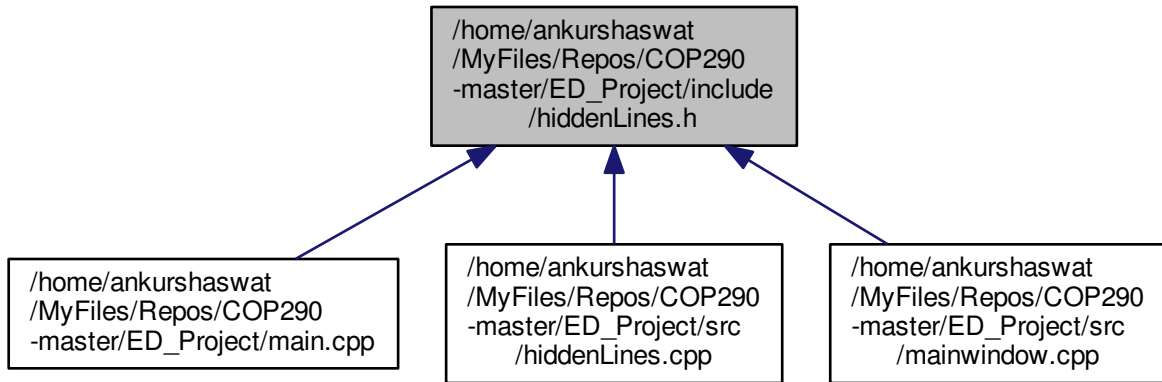 /home/ankurshaswat
/MyFiles/Repos/COP290
-master/ED_Project/include
/hiddenLines.h
/home/ankurshaswat
/MyFiles/Repos/COP290
-master/ED_Project/main.cpp
/home/ankurshaswat
/MyFiles/Repos/COP290
-master/ED_Project/src
/hiddenLines.cpp
/home/ankurshaswat
/MyFiles/Repos/COP290
-master/ED_Project/src
/mainwindow.cpp